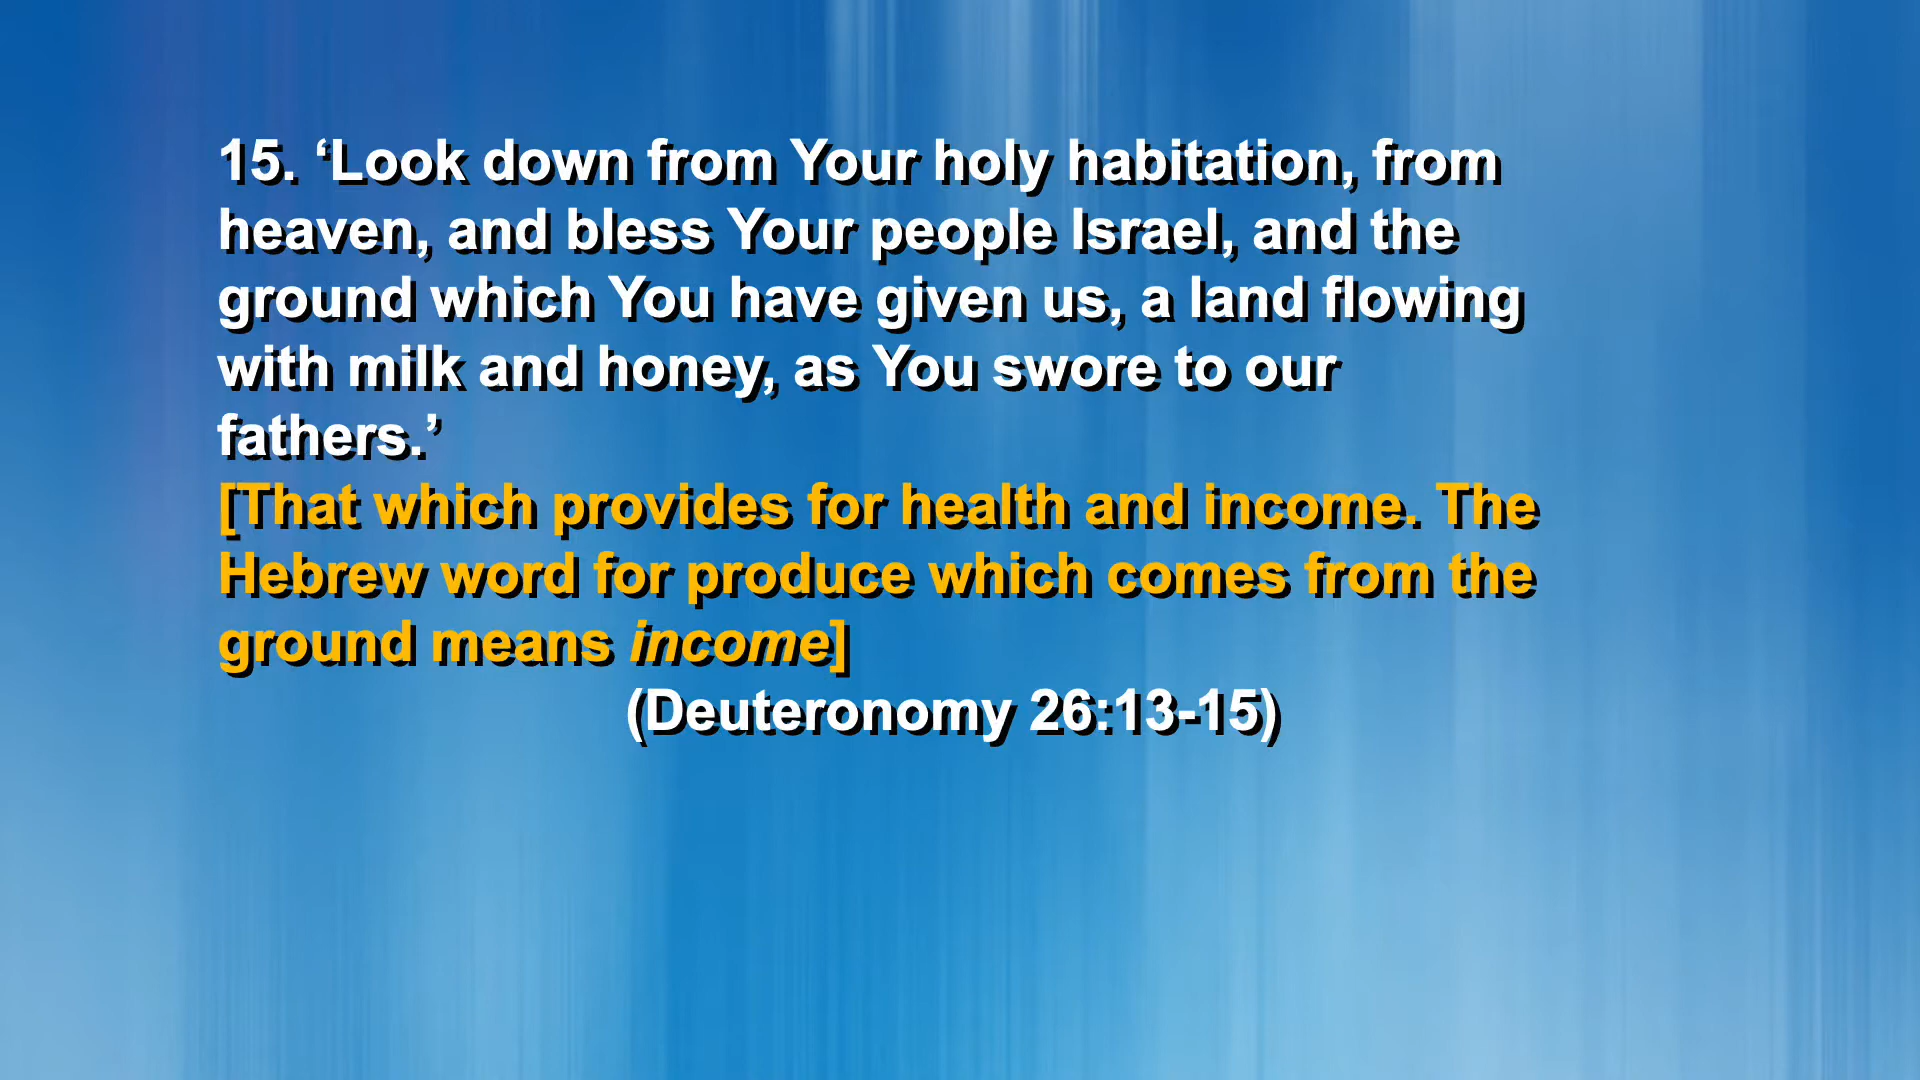 15. ‘Look down from Your holy habitation, from
heaven, and bless Your people Israel, and the
ground which You have given us, a land flowing
with milk and honey, as You swore to our
fathers.’
[That which provides for health and income. The
Hebrew word for produce which comes from the
ground means income]
(Deuteronomy 26:13-15)